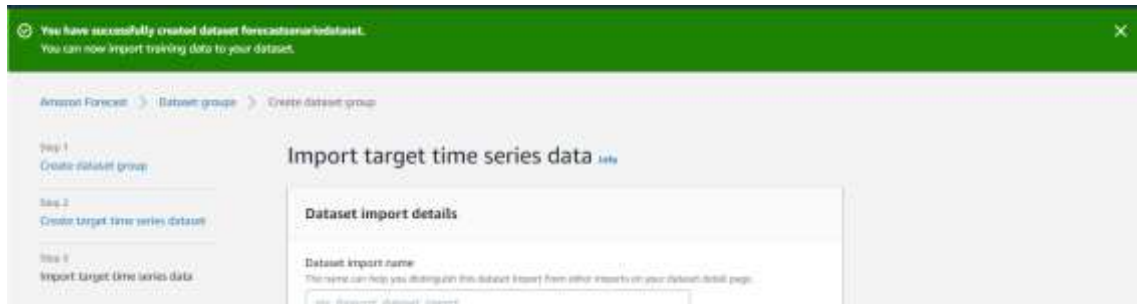 You have successfully created dataset forecastsenariodataset.
You can now import training data to your dataset.
Amazon Forecast > Dataset groups > Create dataset group
Step 1
Create dataset group
Step 2
Create target time series dataset
Step 3
Import target time series data
Import target time series data Info
Dataset import details
Dataset import name
The name can help you distinguish this dataset import from other imports on your dataset detail page.
my_forecast_dataset_import